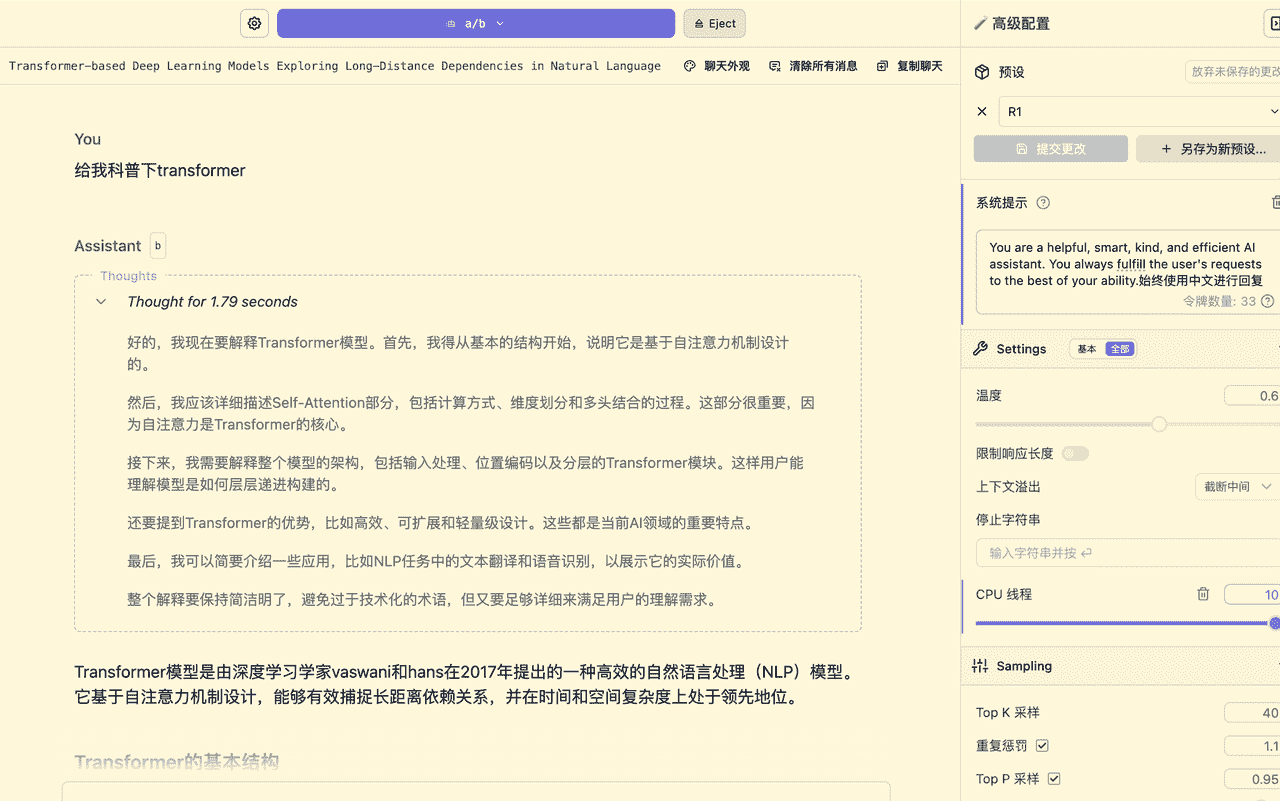 a/b
Eject
Transformer-based Deep Learning Models Exploring Long-Distance Dependencies in Natural Language
聊天外观
清除所有消息
复制聊天
You
给我科普下transformer
Assistant b
Thoughts
Thought for 1.79 seconds
好的，我现在要解释Transformer模型。首先，我得从基本的结构开始，说明它是基于自注意力机制设计
的。
然后，我应该详细描述Self-Attention部分，包括计算方式、维度划分和多头结合的过程。这部分很重要，因
为自注意力是Transformer的核心。
接下来，我需要解释整个模型的架构，包括输入处理、位置编码以及分层的Transformer模块。这样用户能
理解模型是如何层层递进构建的。
还要提到Transformer的优势，比如高效、可扩展和轻量级设计。这些都是当前AI领域的重要特点。
最后，我可以简要介绍一些应用，比如NLP任务中的文本翻译和语音识别，以展示它的实际价值。
整个解释要保持简洁明了，避免过于技术化的术语，但又要足够详细来满足用户的理解需求。
Transformer模型是由深度学习学家vaswani和hans在2017年提出的一种高效的自然语言处理（NLP）模型。
它基于自注意力机制设计，能够有效捕捉长距离依赖关系，并在时间和空间复杂度上处于领先地位。
Transformer的基本结构
高级配置
预设
放弃未保存的更改
R1
提交更改
+ 另存为新预设...
系统提示
You are a helpful, smart, kind, and efficient AI
assistant. You always fulfill the user's requests
to the best of your ability.始终使用中文进行回复
令牌数量: 33
Settings
基本 全部
温度 0.6
限制响应长度
上下文溢出 截断中间
停止字符串
输入字符串并按 ↵
CPU 线程 10
Sampling
Top K 采样 40
重复惩罚 1.1
Top P 采样 0.95